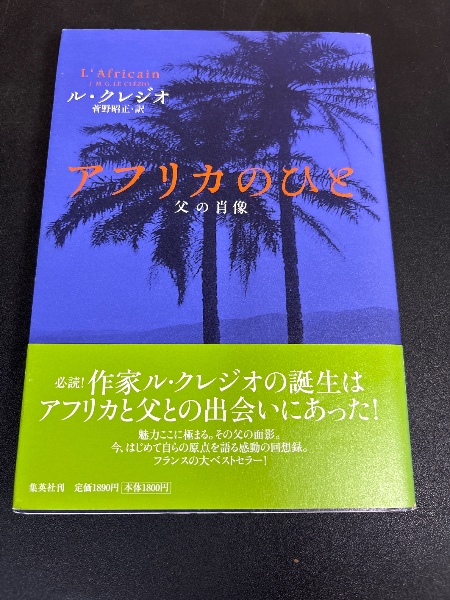 L'Africain
J. M. G. LE CLÉZIO
ル・クレジオ
菅野昭正・訳
アフリカのひと
父の肖像
必読!作家ル・クレジオの誕生は
アフリカと父との出会いにあった!
魅力ここに極まる。その父の面影。
今、はじめて自らの原点を語る感動の回想録。
フランスの大ベストセラー!
集英社刊 定価1890円 本体1800円